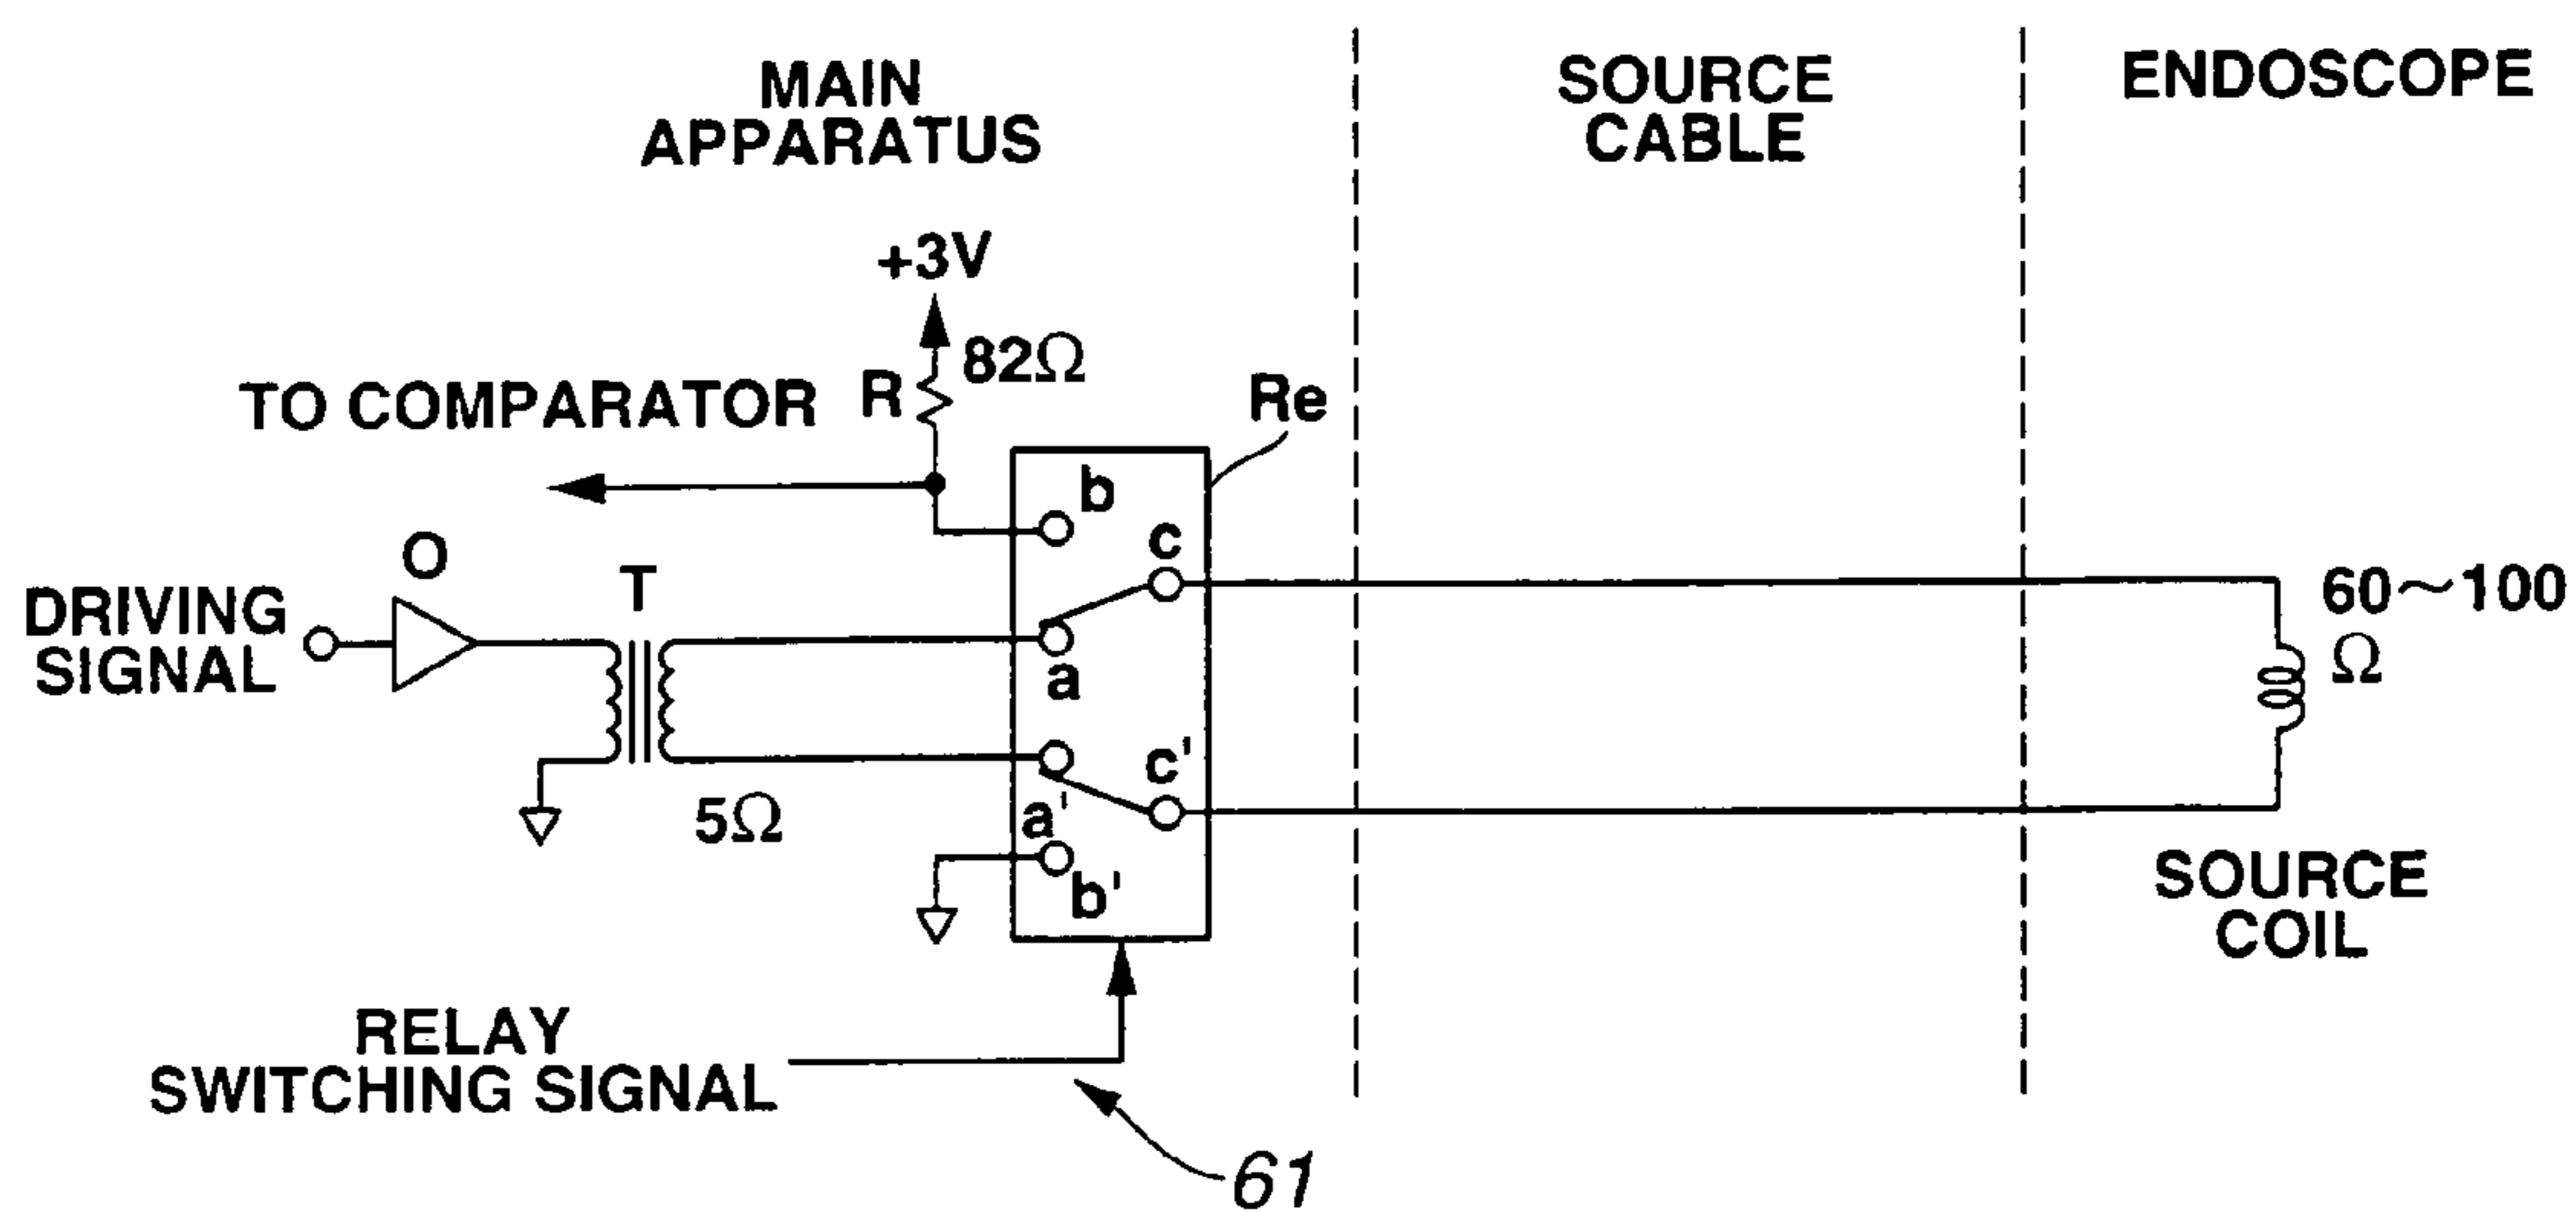 MAIN
APPARATUS
SOURCE
CABLE
ENDOSCOPE
+3V
82Ω
R
TO COMPARATOR
Re
b
c
O
T
DRIVING
SIGNAL
a
60~100
Ω
c'
a'
5Ω
b'
SOURCE
COIL
RELAY
SWITCHING SIGNAL
61